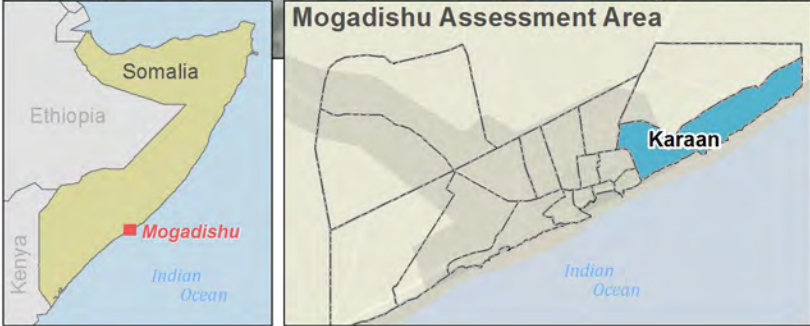 Somalia
Ethiopia
Mogadishu
Kenya
Indian
Ocean
Mogadishu Assessment Area
Karaan
Indian
Ocean